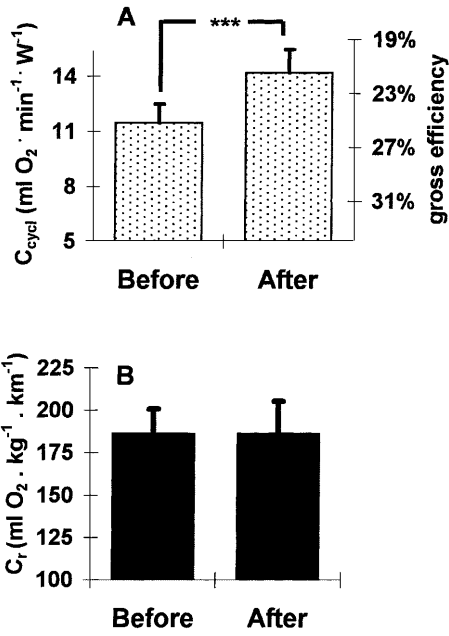 A
***
C_cycl (ml O₂ · min⁻¹ · W⁻¹)
14
11
8
5
19%
23%
27%
31%
gross efficiency
Before After
B
C_r (ml O₂ . kg⁻¹ . km⁻¹)
225
200
175
150
125
100
Before After